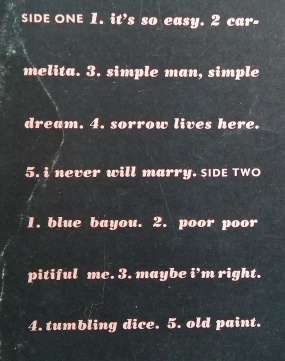 SIDE ONE 1. it's so easy. 2 car-
melita. 3. simple man, simple
dream. 4. sorrow lives here.
5. i never will marry. SIDE TWO
1. blue bayou. 2. poor poor
pitiful me. 3. maybe i'm right.
4. tumbling dice. 5. old paint.